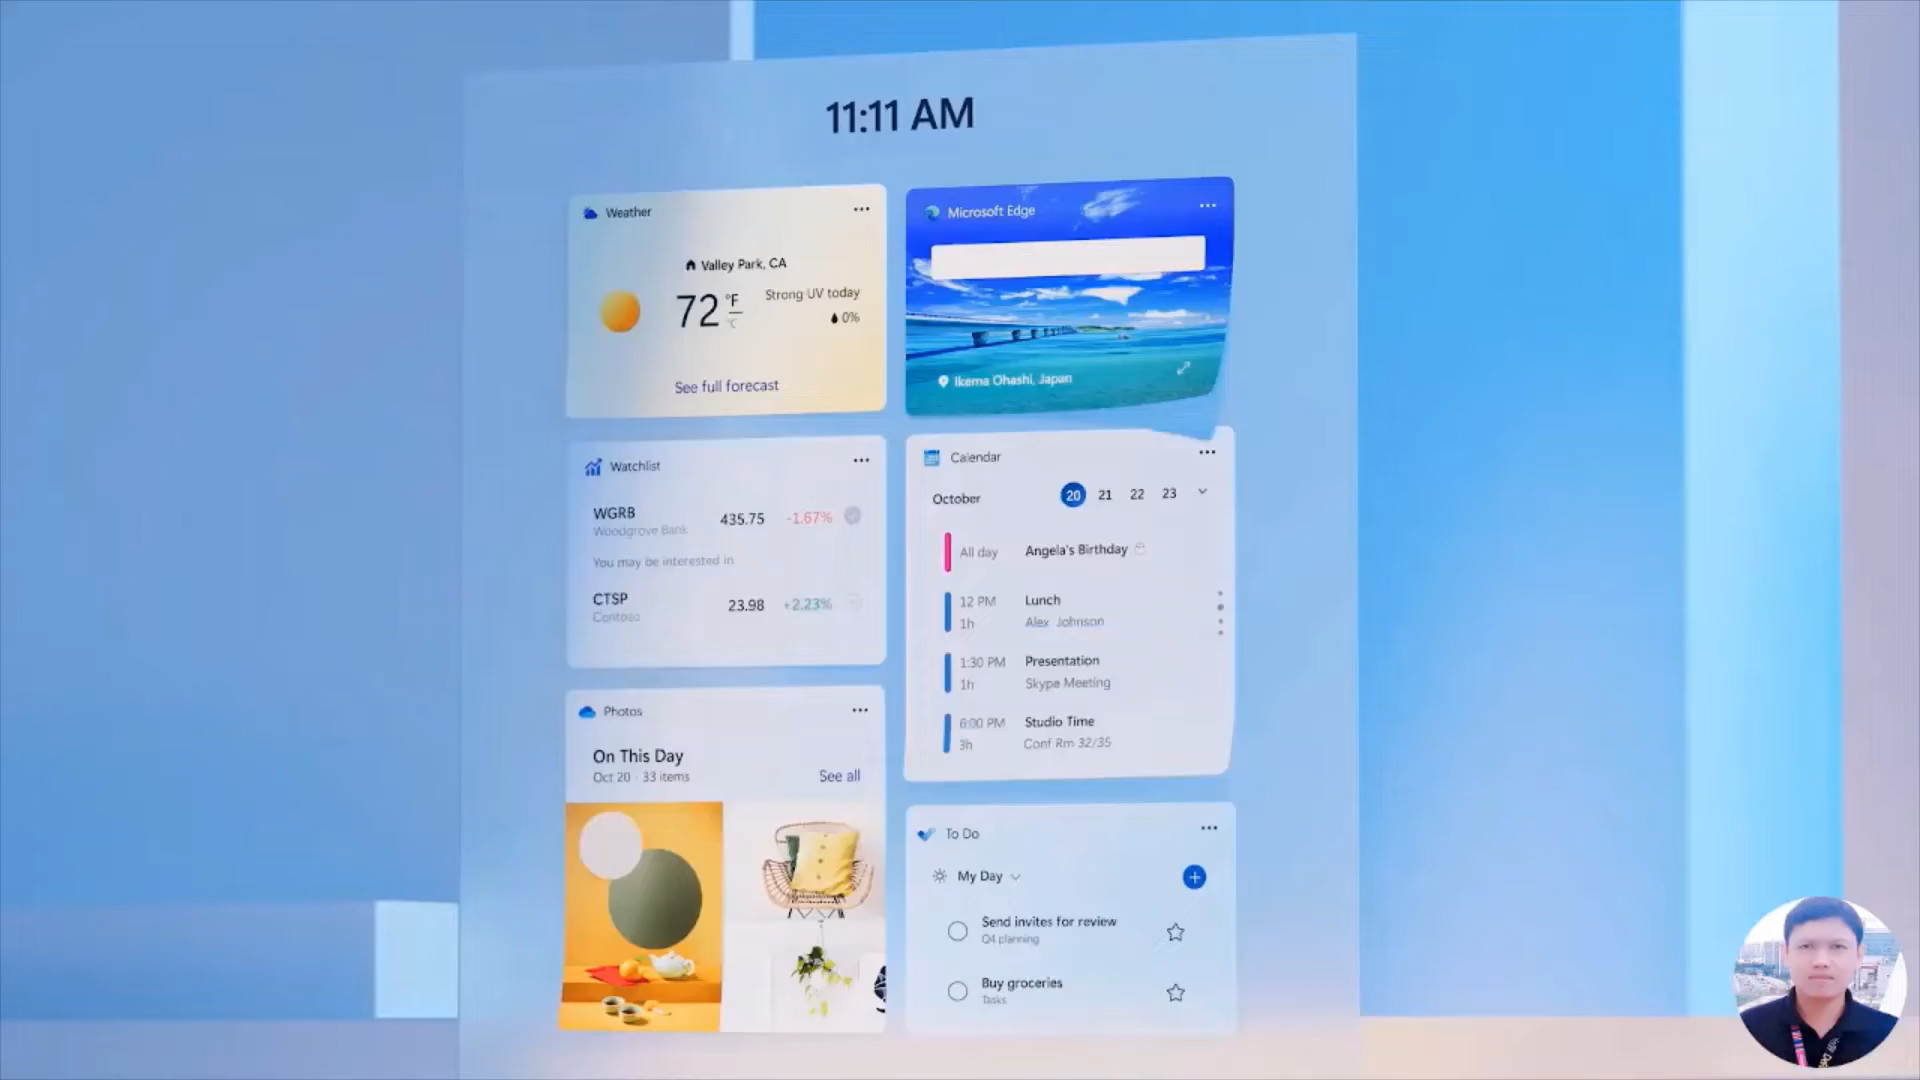 11:11 AM
Weather
Valley Park, CA
72 °F
°C
Strong UV today
0%
See full forecast
Microsoft Edge
Ikema Ohashi, Japan
Watchlist
WGRB 435.75 -1.67%
Woodgrove Bank
You may be interested in
CTSP 23.98 +2.23%
Contoso
Calendar
October 20 21 22 23
All day Angela's Birthday
12 PM Lunch
1h Alex Johnson
1:30 PM Presentation
1h Skype Meeting
6:00 PM Studio Time
3h Conf Rm 32/35
Photos
On This Day
Oct 20 · 33 items See all
To Do
My Day
Send invites for review
Q4 planning
Buy groceries
Tasks